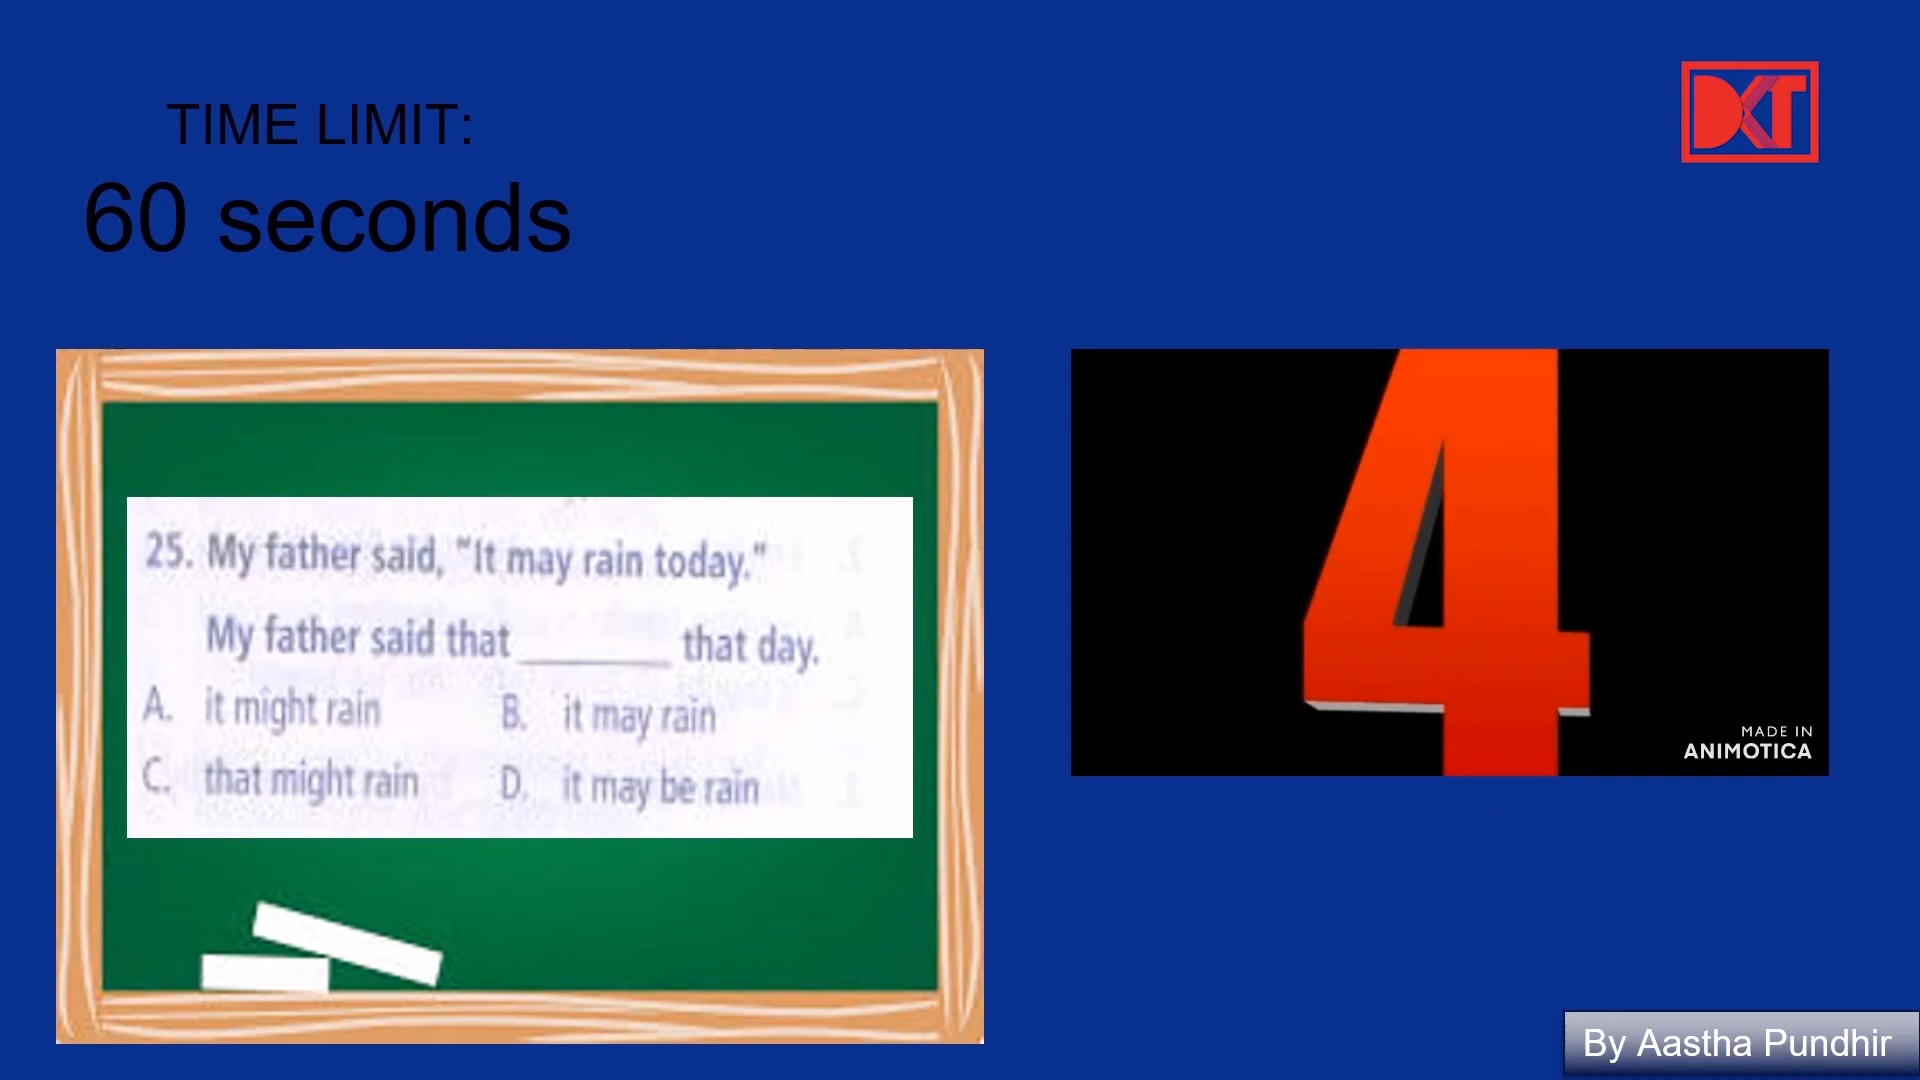 TIME LIMIT:
60 seconds
DKT
25. My father said, "It may rain today."
My father said that ________ that day.
A. it might rain B. it may rain
C. that might rain D. it may be rain
4
MADE IN
ANIMOTICA
By Aastha Pundhir